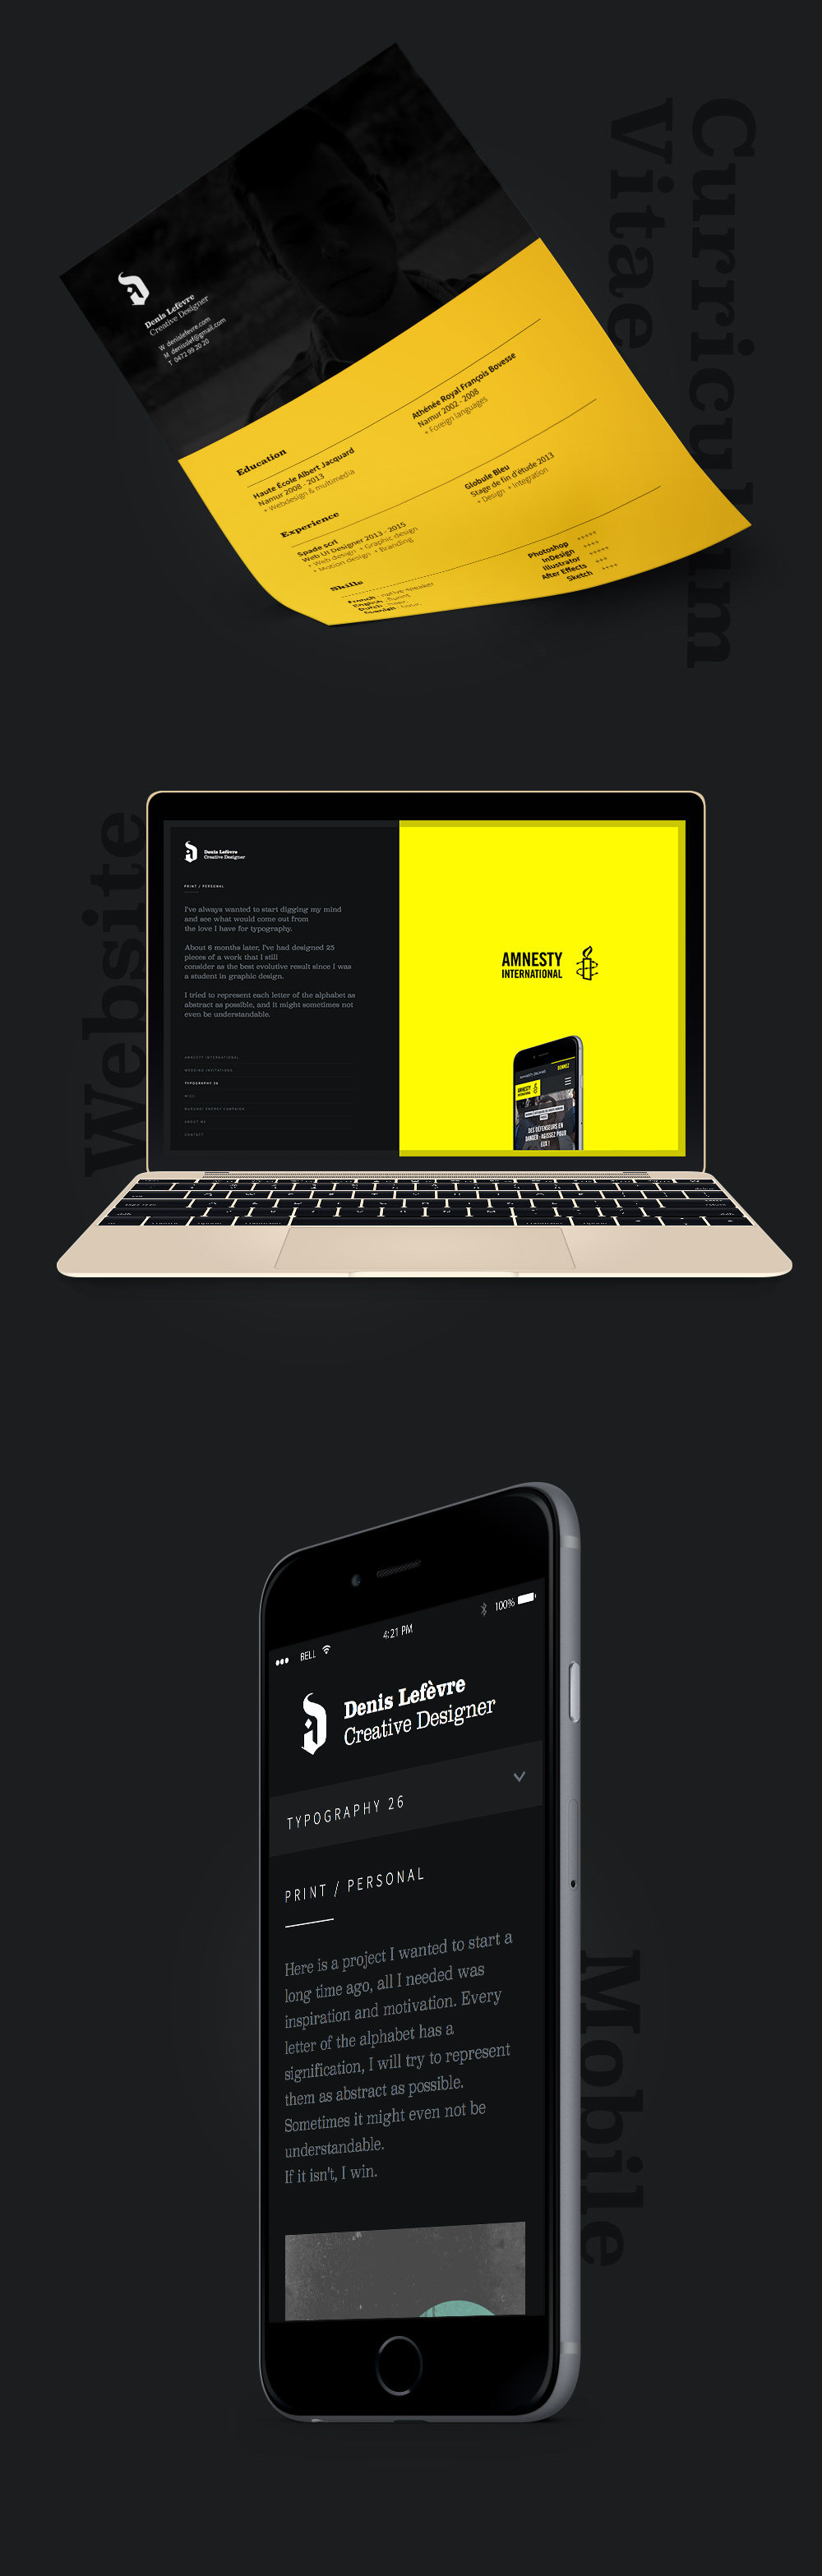 Curriculum
Vitae
Denis Lefèvre
Creative Designer
W denislefevre.com
M denisslef@gmail.com
T 0472 99 20 20
Education
Haute École Albert Jacquard
Namur 2008 - 2013
+ Webdesign & multimedia
Athénée Royal François Bovesse
Namur 2002 - 2008
+ Foreign languages
Experience
Spade scrl
Web UI Designer 2013 - 2015
+ Web design + Graphic design
+ Motion design + Branding
Globule Bleu
Stage de fin d'étude 2013
+ Design + Integration
Skills
French - native speaker
English - fluent
Photoshop +++++
InDesign ++++
Illustrator +++++
After Effects +++
Sketch ++++
Website
Denis Lefèvre
Creative Designer
PRINT / PERSONAL
I've always wanted to start digging my mind
and see what would come out from
the love I have for typography.
About 6 months later, I've had designed 25
pieces of a work that I still
consider as the best evolutive result since I was
a student in graphic design.
I tried to represent each letter of the alphabet as
abstract as possible, and it might sometimes not
even be understandable.
AMNESTY INTERNATIONAL
WEDDING INVITATIONS
TYPOGRAPHY 26
MISC
BURUNDI ENERGY CAMPAIGN
ABOUT ME
CONTACT
AMNESTY
INTERNATIONAL
DONNEZ
AMNESTY
INTERNATIONAL
DES DÉFENSEURS EN
DANGER - AGISSEZ POUR
EUX !
BELL
4:21 PM
100%
Denis Lefèvre
Creative Designer
TYPOGRAPHY 26
PRINT / PERSONAL
Here is a project I wanted to start a
long time ago, all I needed was
inspiration and motivation. Every
letter of the alphabet has a
signification, I will try to represent
them as abstract as possible.
Sometimes it might even not be
understandable.
If it isn't, I win.
Mobile